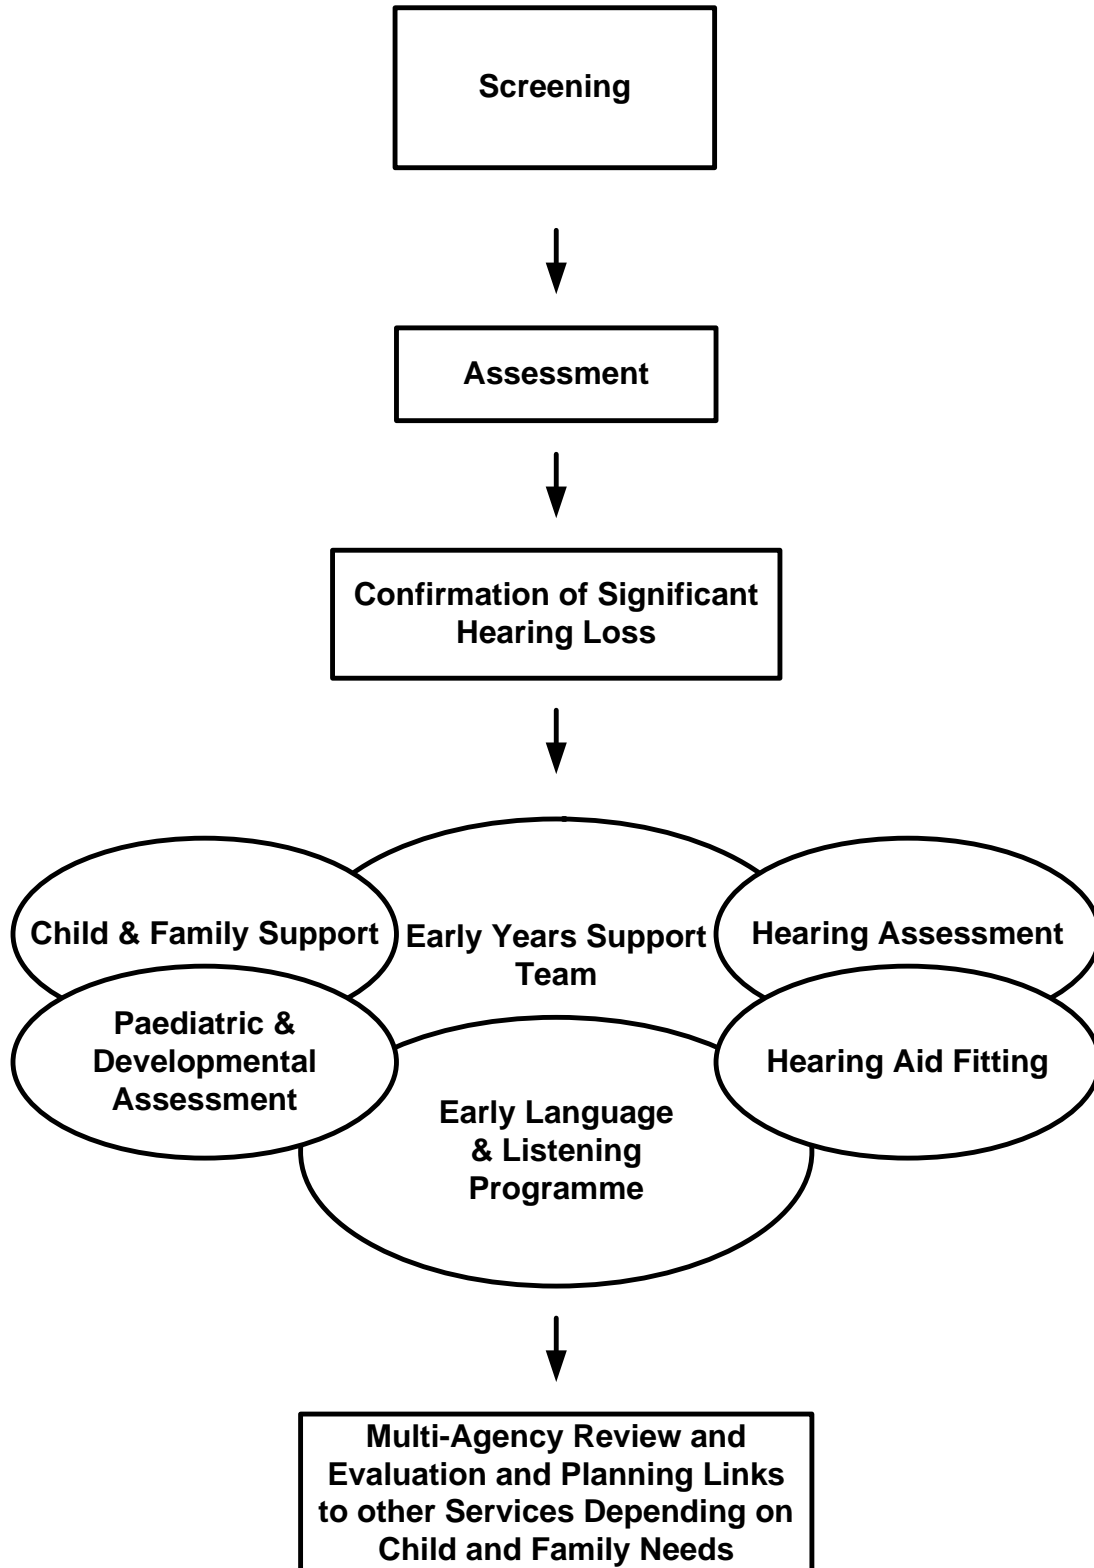 Screening
Assessment
Confirmation of Significant
Hearing Loss
Child & Family Support
Early Years Support
Team
Hearing Assessment
Paediatric &
Developmental
Assessment
Hearing Aid Fitting
Early Language
& Listening
Programme
Multi-Agency Review and
Evaluation and Planning Links
to other Services Depending on
Child and Family Needs